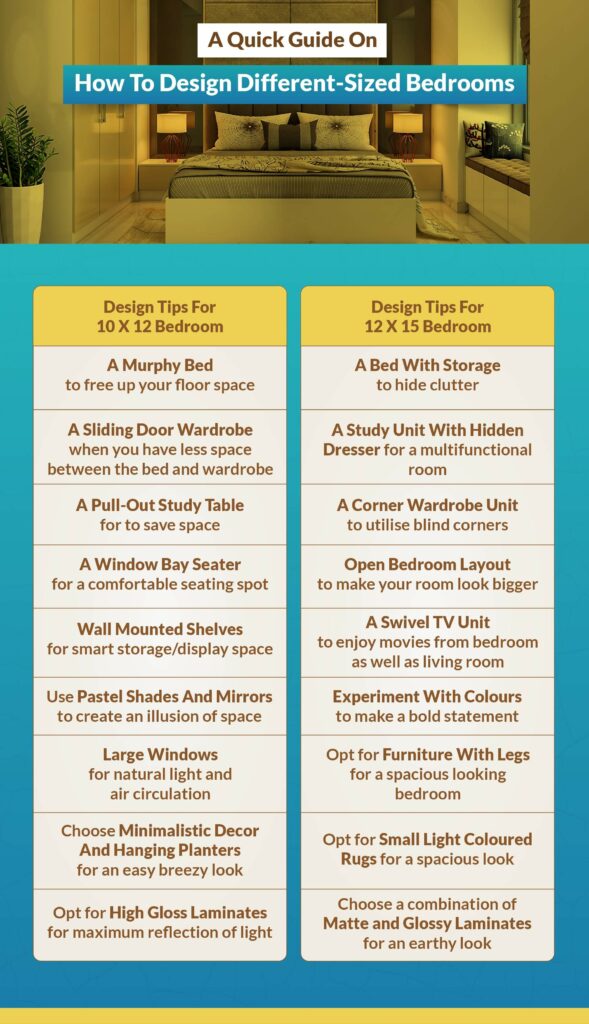 A Quick Guide On
How To Design Different-Sized Bedrooms
Design Tips For
10 X 12 Bedroom
A Murphy Bed
to free up your floor space
A Sliding Door Wardrobe
when you have less space
between the bed and wardrobe
A Pull-Out Study Table
for to save space
A Window Bay Seater
for a comfortable seating spot
Wall Mounted Shelves
for smart storage/display space
Use Pastel Shades And Mirrors
to create an illusion of space
Large Windows
for natural light and
air circulation
Choose Minimalistic Decor
And Hanging Planters
for an easy breezy look
Opt for High Gloss Laminates
for maximum reflection of light
Design Tips For
12 X 15 Bedroom
A Bed With Storage
to hide clutter
A Study Unit With Hidden
Dresser for a multifunctional
room
A Corner Wardrobe Unit
to utilise blind corners
Open Bedroom Layout
to make your room look bigger
A Swivel TV Unit
to enjoy movies from bedroom
as well as living room
Experiment With Colours
to make a bold statement
Opt for Furniture With Legs
for a spacious looking
bedroom
Opt for Small Light Coloured
Rugs for a spacious look
Choose a combination of
Matte and Glossy Laminates
for an earthy look